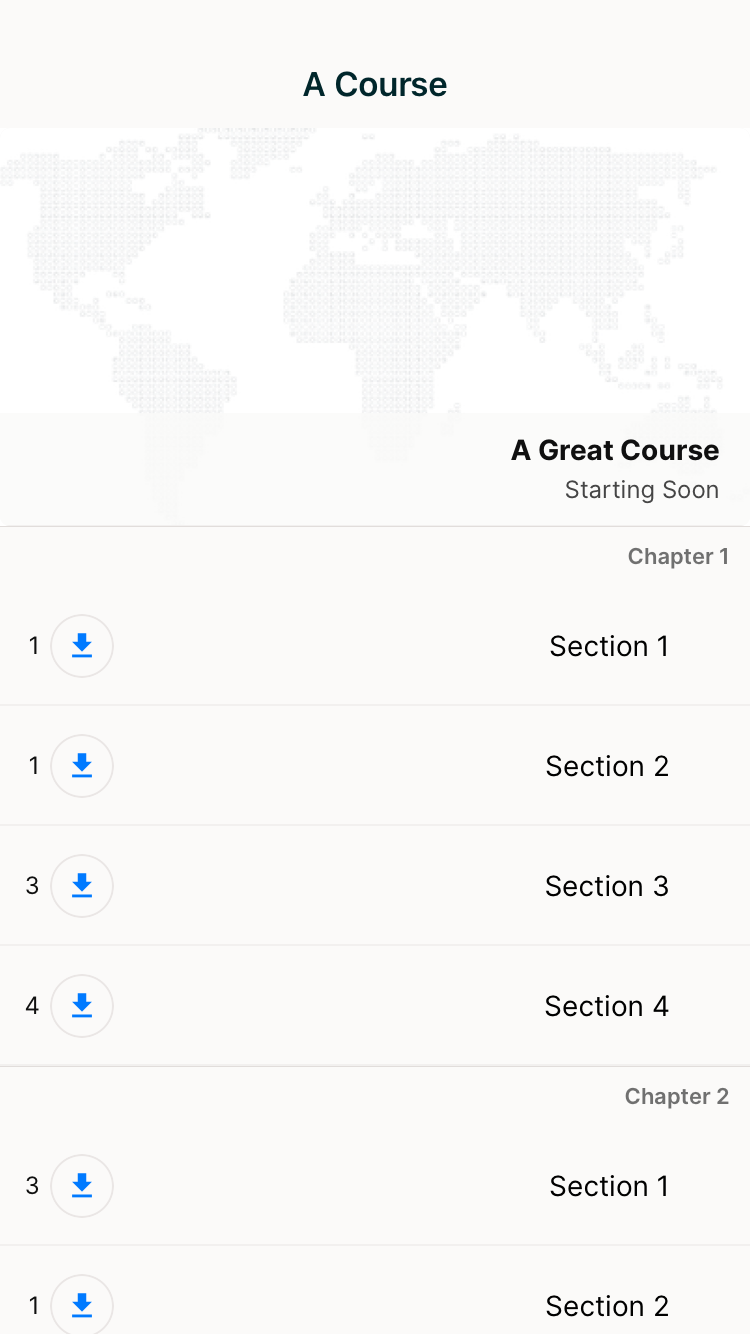 A Course
A Great Course
Starting Soon
Chapter 1
1 Section 1
1 Section 2
3 Section 3
4 Section 4
Chapter 2
3 Section 1
1 Section 2